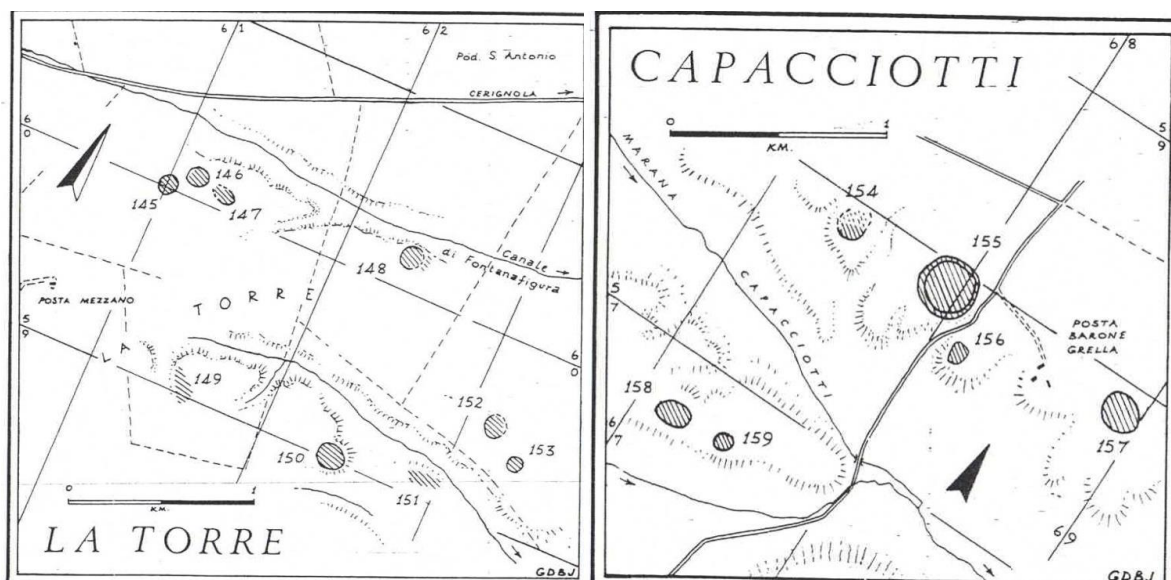 6 1
6 2
Pod. S. Antonio
CERIGNOLA
6 0
145
146
147
148
Canale
di Fontanafigura
POSTA MEZZANO
LA TORRE
5 9
6 0
149
150
151
152
153
0 1
KM.
LA TORRE
GDBJ
CAPACCIOTTI
6 8
5 9
0 1
KM.
MARANA CAPACCIOTTI
154
155
156
5 7
POSTA
BARONE
GRELLA
157
158
159
6 7
6 9
GDBJ